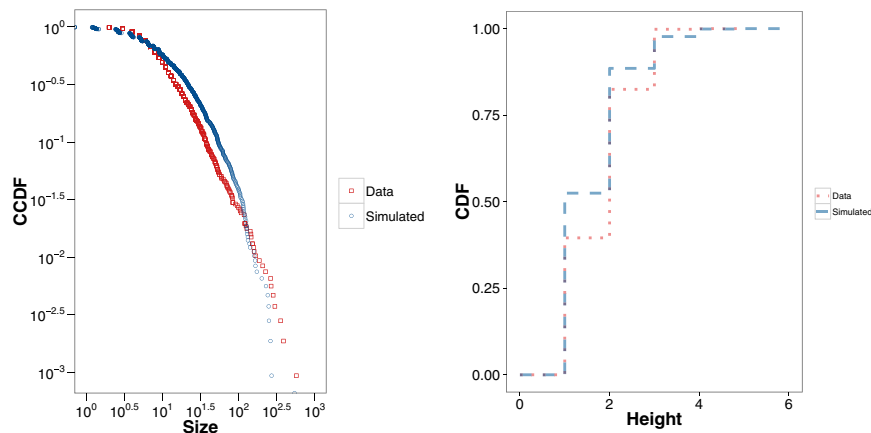 10^0
10^-0.5
10^-1
10^-1.5
10^-2
10^-2.5
10^-3
CCDF
10^0 10^0.5 10^1 10^1.5 10^2 10^2.5 10^3
Size
Data
Simulated
1.00
0.75
0.50
0.25
0.00
CDF
0 2 4 6
Height
Data
Simulated